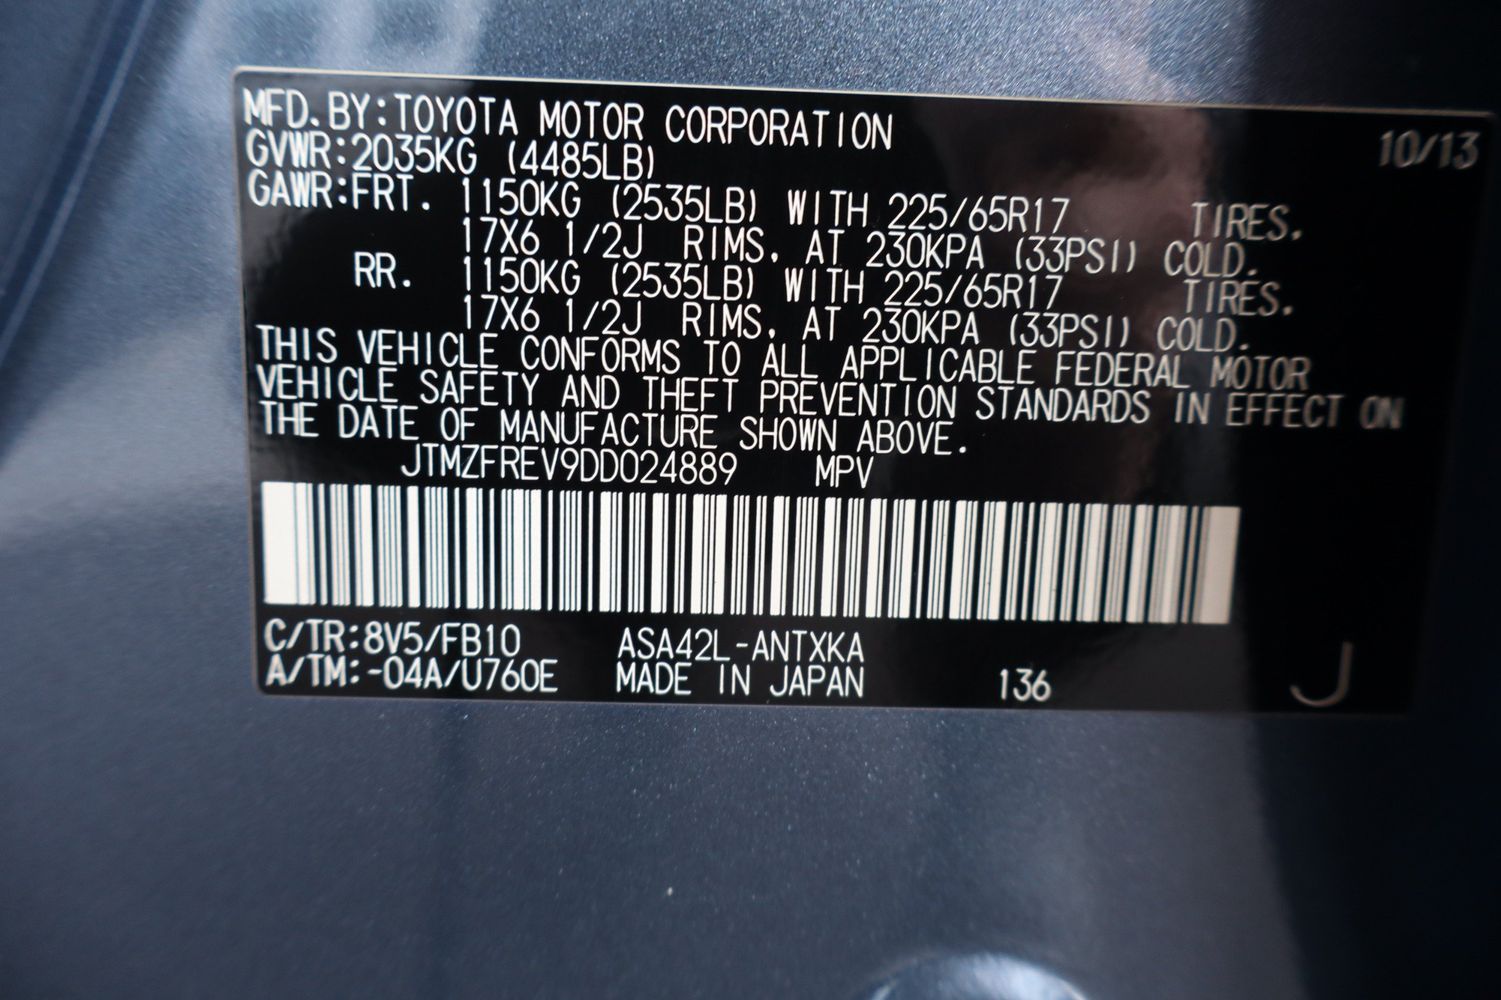 MFD. BY: TOYOTA MOTOR CORPORATION 10/13
GVWR: 2035KG (4485LB)
GAWR: FRT. 1150KG (2535LB) WITH 225/65R17 TIRES,
17X6 1/2J RIMS, AT 230KPA (33PSI) COLD.
RR. 1150KG (2535LB) WITH 225/65R17 TIRES,
17X6 1/2J RIMS, AT 230KPA (33PSI) COLD.
THIS VEHICLE CONFORMS TO ALL APPLICABLE FEDERAL MOTOR
VEHICLE SAFETY AND THEFT PREVENTION STANDARDS IN EFFECT ON
THE DATE OF MANUFACTURE SHOWN ABOVE.
JTMZFREV9DD024889 MPV
C/TR: 8V5/FB10 ASA42L-ANTXKA
A/TM: -04A/U760E MADE IN JAPAN 136 J